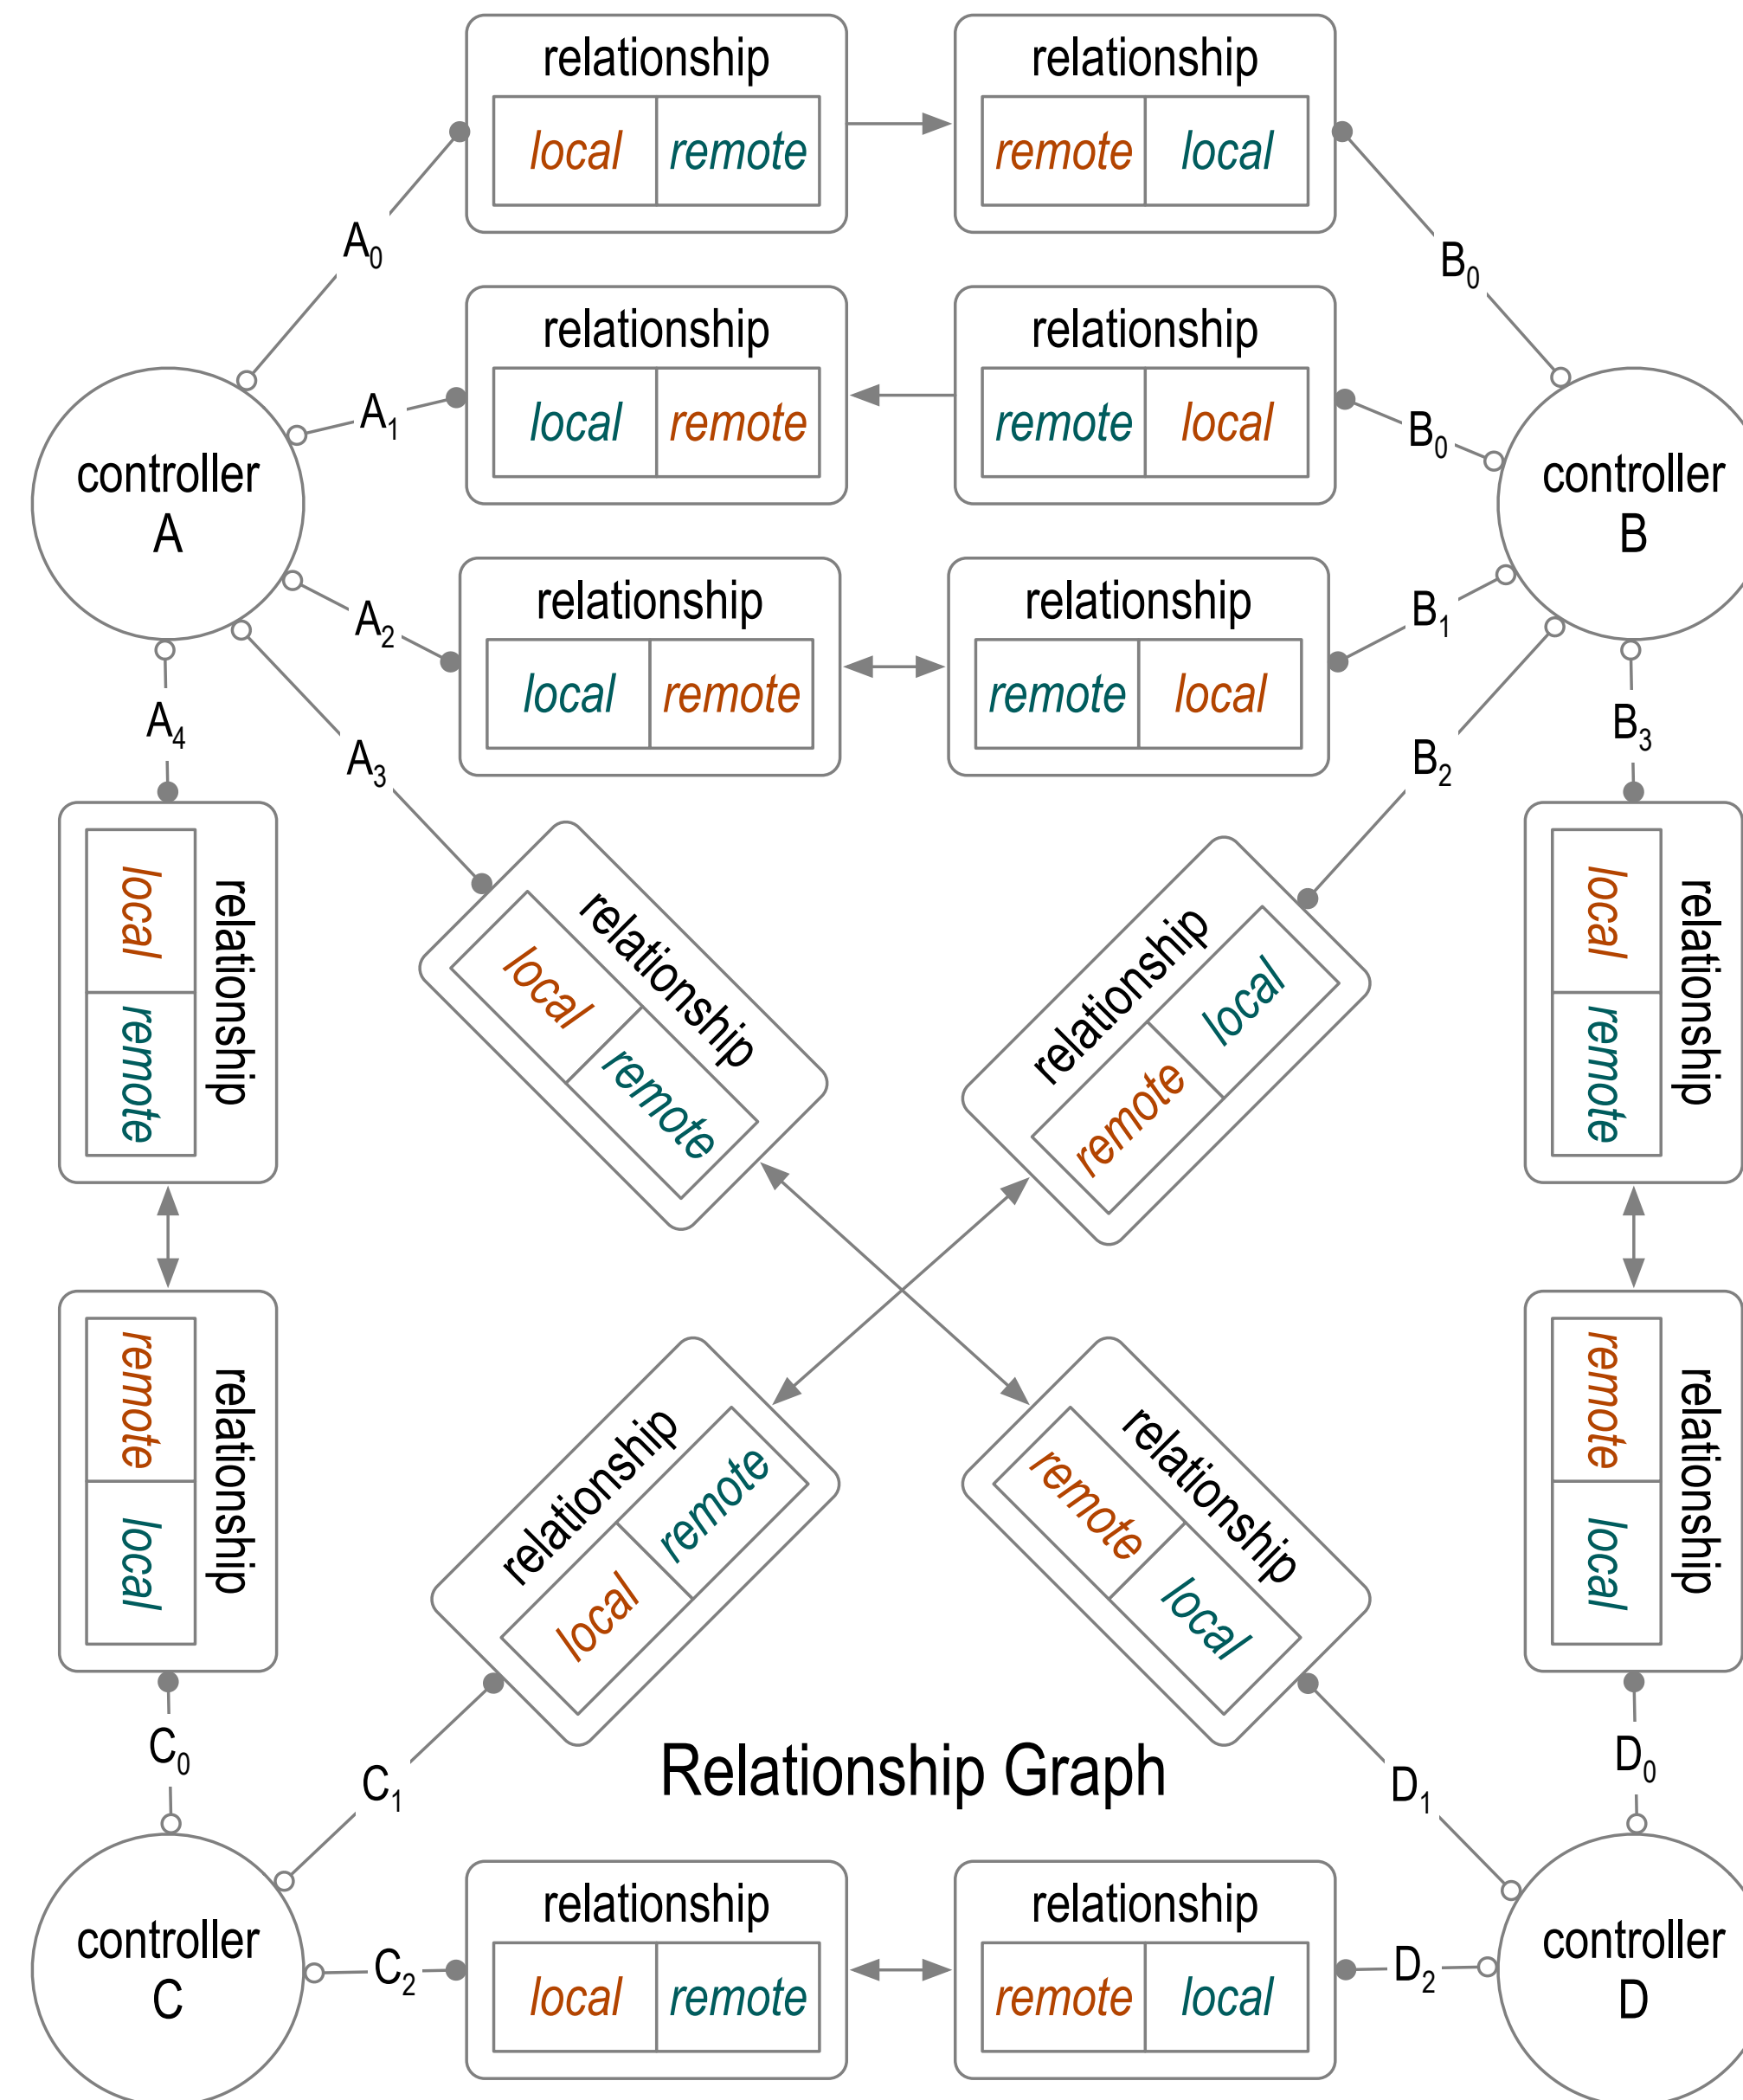 relationship
relationship
local remote
remote local
A0
B0
relationship
relationship
local remote
remote local
A1
B0
controller
A
controller
B
relationship
relationship
local remote
remote local
A2
B1
A4
A3
B2
B3
relationship
local
remote
relationship
local
remote
relationship
remote
local
relationship
local
remote
relationship
remote
local
relationship
local
remote
relationship
remote
local
relationship
remote
local
C0
C1
Relationship Graph
D1
D0
controller
C
relationship
relationship
local remote
remote local
C2
D2
controller
D